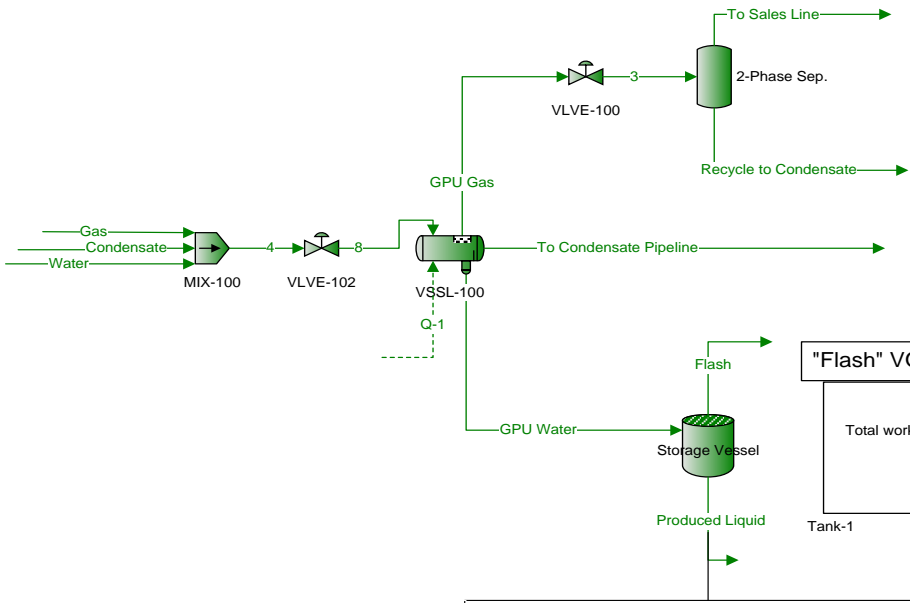 To Sales Line
3
2-Phase Sep.
VLVE-100
Recycle to Condensate
GPU Gas
Gas
Condensate
4
8
To Condensate Pipeline
Water
MIX-100
VLVE-102
VSSL-100
Q-1
"Flash" VO
Flash
GPU Water
Total work
Storage Vessel
Produced Liquid
Tank-1